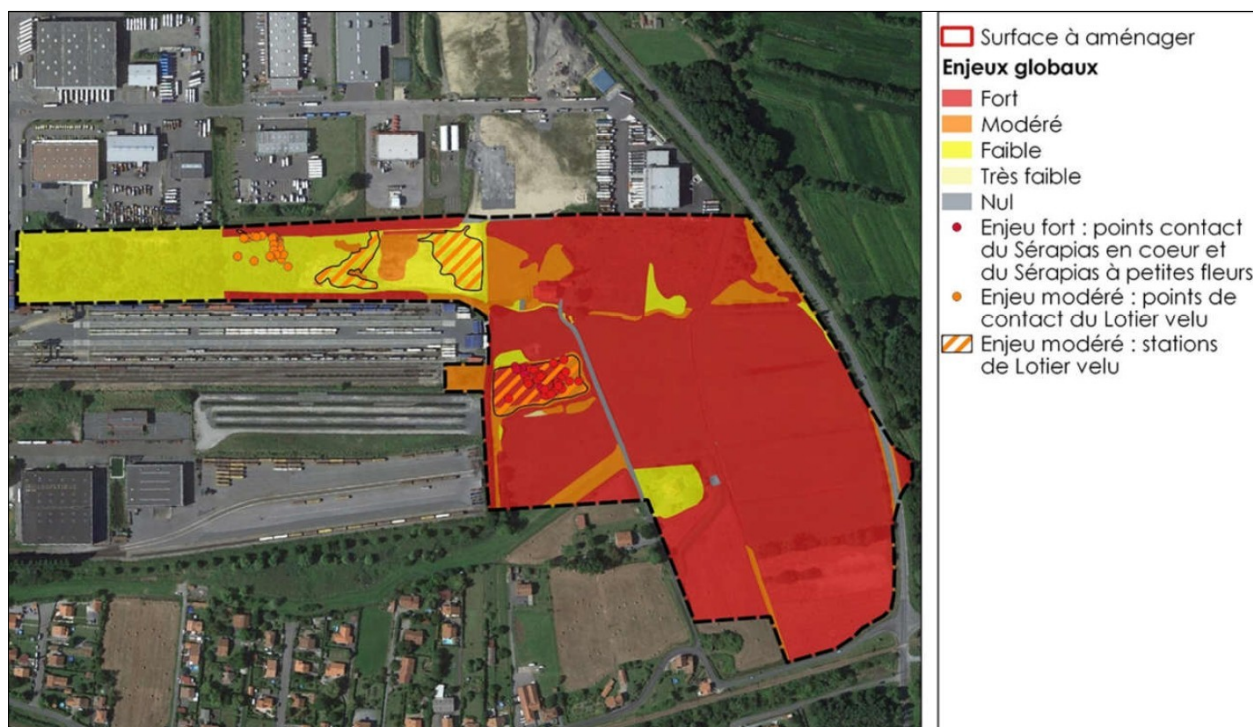 Surface à aménager
Enjeux globaux
Fort
Modéré
Faible
Très faible
Nul
Enjeu fort : points contact
du Sérapias en coeur et
du Sérapias à petites fleurs
Enjeu modéré : points de
contact du Lotier velu
Enjeu modéré : stations
de Lotier velu